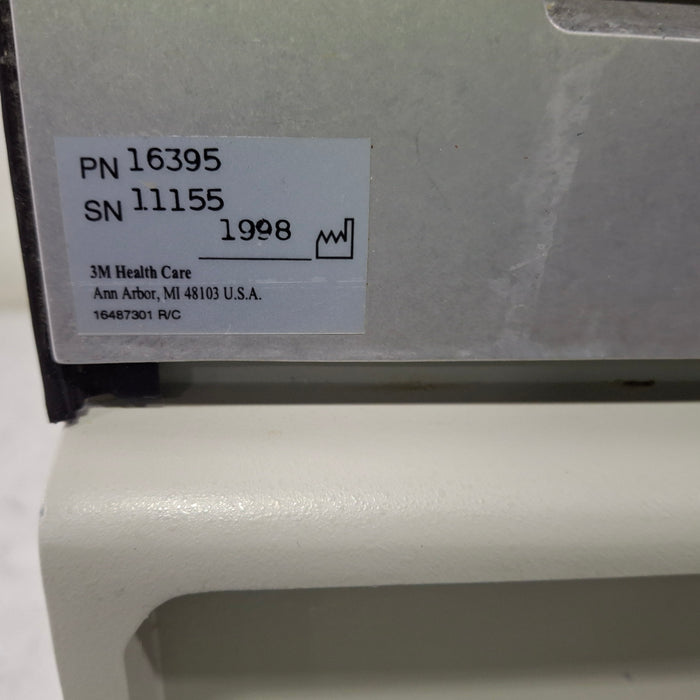 PN 16395
SN 11155
1998
3M Health Care
Ann Arbor, MI 48103 U.S.A.
16487301 R/C